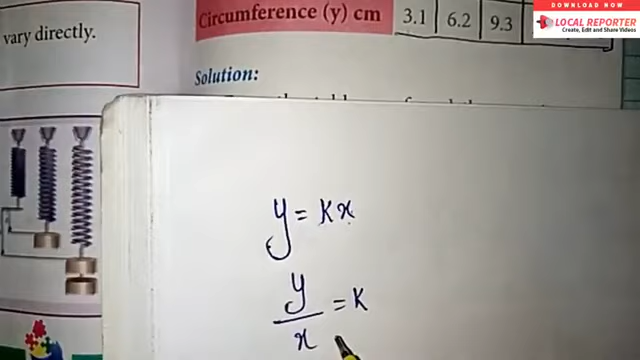 vary directly.
Circumference (y) cm 3.1 6.2 9.3
Solution:
y = kx
y/x = k
DOWNLOAD NOW
LOCAL REPORTER
Create, Edit and Share Videos